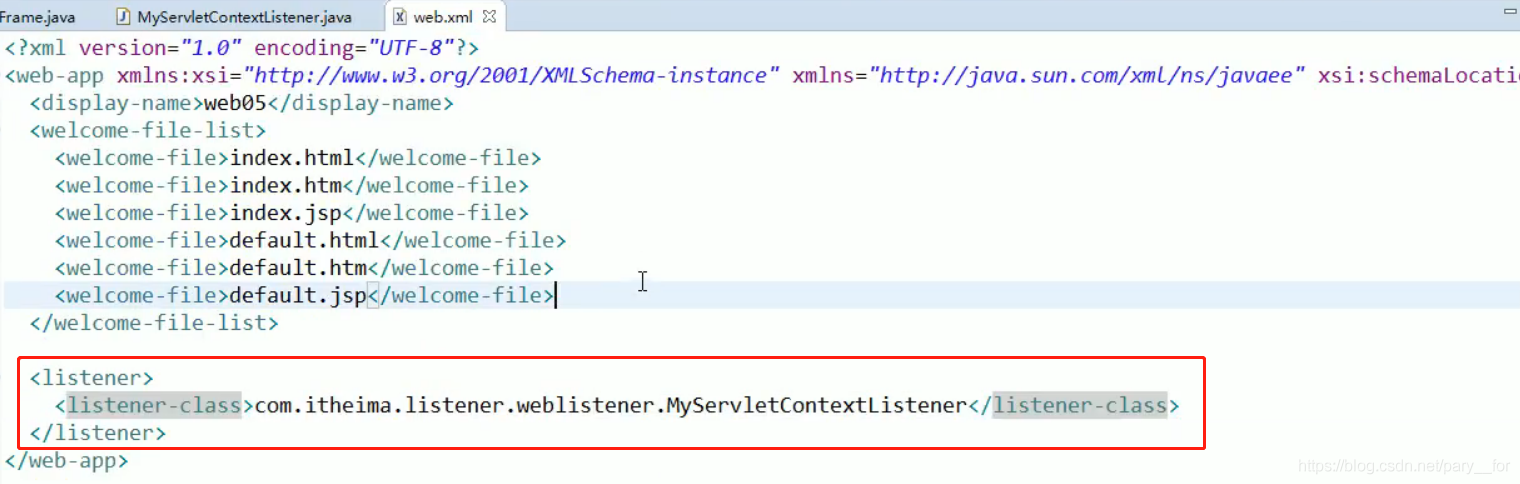 Frame.java MyServletContextListener.java web.xml
<?xml version="1.0" encoding="UTF-8"?>
<web-app xmlns:xsi="http://www.w3.org/2001/XMLSchema-instance" xmlns="http://java.sun.com/xml/ns/javaee" xsi:schemaLocatio
<display-name>web05</display-name>
<welcome-file-list>
<welcome-file>index.html</welcome-file>
<welcome-file>index.htm</welcome-file>
<welcome-file>index.jsp</welcome-file>
<welcome-file>default.html</welcome-file>
<welcome-file>default.htm</welcome-file>
<welcome-file>default.jsp</welcome-file>
</welcome-file-list>
<listener>
<listener-class>com.itheima.listener.weblistener.MyServletContextListener</listener-class>
</listener>
</web-app>
https://blog.csdn.net/pary__for